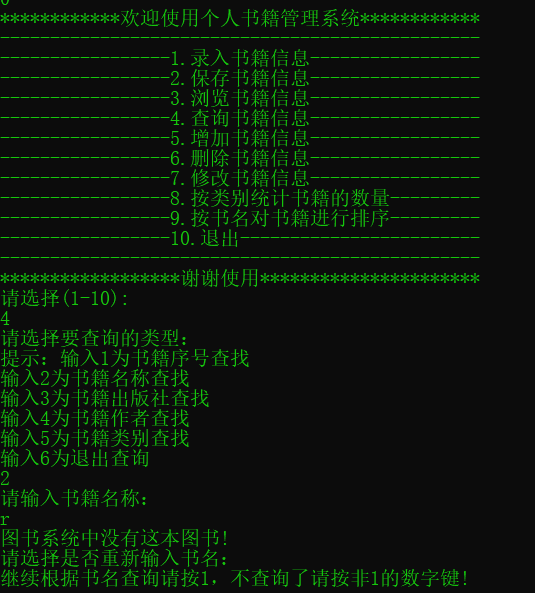 0
************欢迎使用个人书籍管理系统************
------------------------------------------------
-----------------1.录入书籍信息-----------------
-----------------2.保存书籍信息-----------------
-----------------3.浏览书籍信息-----------------
-----------------4.查询书籍信息-----------------
-----------------5.增加书籍信息-----------------
-----------------6.删除书籍信息-----------------
-----------------7.修改书籍信息-----------------
-----------------8.按类别统计书籍的数量---------
-----------------9.按书名对书籍进行排序---------
-----------------10.退出------------------------
------------------------------------------------
******************谢谢使用**********************
请选择(1-10):
4
请选择要查询的类型：
提示：输入1为书籍序号查找
输入2为书籍名称查找
输入3为书籍出版社查找
输入4为书籍作者查找
输入5为书籍类别查找
输入6为退出查询
2
请输入书籍名称：
r
图书系统中没有这本图书!
请选择是否重新输入书名：
继续根据书名查询请按1，不查询了请按非1的数字键!